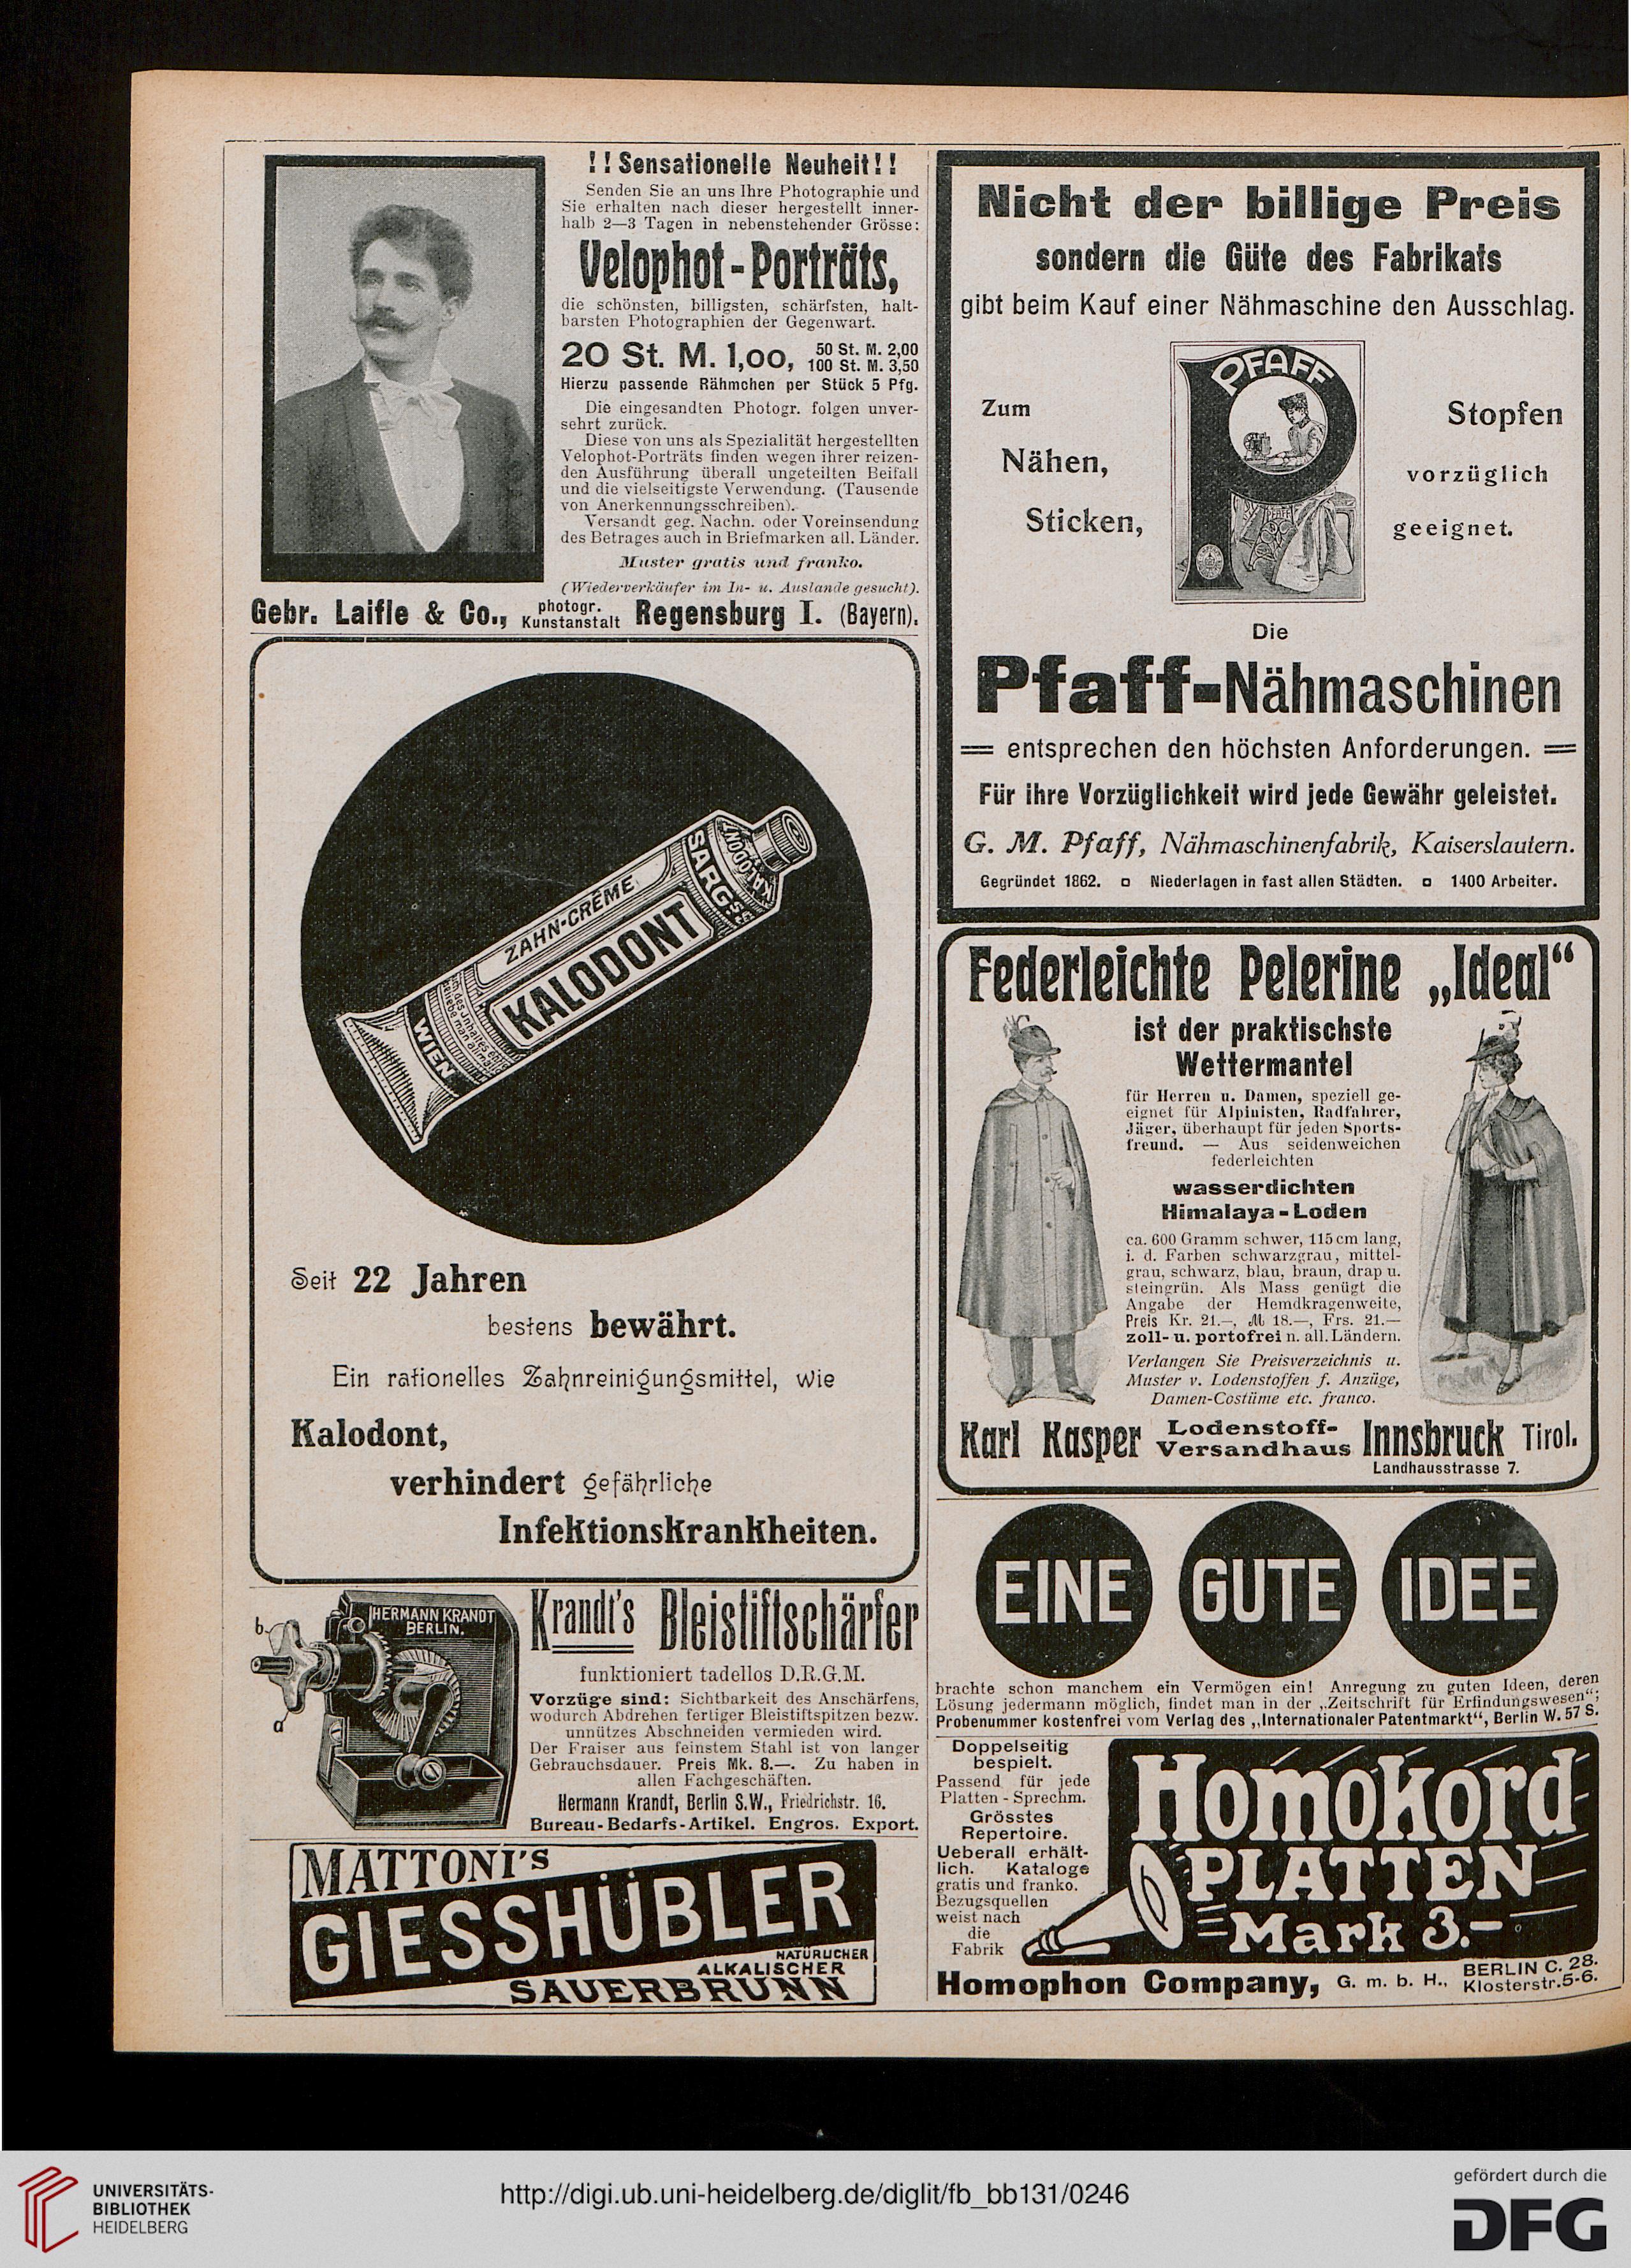 !! Sensationelle Neuheit!!
Senden Sie an uns Ihre Photographie und
Sie erhalten nach dieser hergestellt inner-
halb 2—3 Tagen in nebenstehender Grösse:
Velophot-Porträts,
die schönsten, billigsten, schärfsten, halt-
barsten Photographien der Gegenwart.
20 St. M. 1,00, 50 St. M. 2,00
100 St. M. 3,50
Hierzu passende Rähmchen per Stück 5 Pfg.
Die eingesandten Photogr. folgen unver-
sehrt zurück.
Diese von uns als Spezialität hergestellten
Velophot-Porträts finden wegen ihrer reizen-
den Ausführung überall ungeteilten Beifall
und die vielseitigste Verwendung. (Tausende
von Anerkennungsschreiben).
Versandt geg. Nachn. oder Voreinsendung
des Betrages auch in Briefmarken all. Länder.
Muster gratis und franko.
(Wiederverkäufer im In- u. Auslande gesucht).
Gebr. Laifle & Co., photogr. Kunstanstalt Regensburg I. (Bayern).
ZAHN-CRÈME
KALODONT
SARG'S
KALODONT
WIEN
Seit 22 Jahren
bestens bewährt.
Ein rationelles Zahnreinigungsmittel, wie
Kalodont,
verhindert gefährliche
Infektionskrankheiten.
HERMANN KRANDT
BERLIN.
b.
a
Krandt's Bleistiftschärfer
funktioniert tadellos D.R.G.M.
Vorzüge sind: Sichtbarkeit des Anschärfens,
wodurch Abdrehen fertiger Bleistiftspitzen bezw.
unnützes Abschneiden vermieden wird.
Der Fraiser aus feinstem Stahl ist von langer
Gebrauchsdauer. Preis Mk. 8.—. Zu haben in
allen Fachgeschäften.
Hermann Krandt, Berlin S.W., Friedrichstr. 16.
Bureau-Bedarfs-Artikel. Engros. Export.
MATTONI'S
GIESSHÜBLER
NATÜRLICHER
ALKALISCHER
SAUERBRUNN
Nicht der billige Preis
sondern die Güte des Fabrikats
gibt beim Kauf einer Nähmaschine den Ausschlag.
PFAFF
Zum
Nähen,
Sticken,
Stopfen
vorzüglich
geeignet.
Die
Pfaff-Nähmaschinen
entsprechen den höchsten Anforderungen.
Für ihre Vorzüglichkeit wird jede Gewähr geleistet.
G. M. Pfaff, Nähmaschinenfabrik, Kaiserslautern.
Gegründet 1862. Niederlagen in fast allen Städten. 1400 Arbeiter.
Federleichte Pelerine „Ideal“
ist der praktischste
Wettermantel
für Herren u. Damen, speziell ge-
eignet für Alpinisten, Radfahrer,
Jäger, überhaupt für jeden Sports-
freund. — Aus seidenweichen
federleichten
wasserdichten
Himalaya-Loden
ca. 600 Gramm schwer, 115 cm lang,
i. d. Farben schwarzgrau, mittel-
grau, schwarz, blau, braun, drap u.
steingrün. Als Mass genügt die
Angabe der Hemdkragenweite,
Preis Kr. 21.—, ℳ 18.—, Frs. 21.—
zoll- u. portofrei n. all. Ländern.
Verlangen Sie Preisverzeichnis u.
Muster v. Lodenstoffen f. Anzüge,
Damen-Costüme etc. franco.
Karl Kasper Lodenstoff-Versandhaus Innsbruck Tirol.
Landhausstrasse 7.
EINE GUTE IDEE
brachte schon manchem ein Vermögen ein! Anregung zu guten Ideen, deren
Lösung jedermann möglich, findet man in der „Zeitschrift für Erfindungswesen“;
Probenummer kostenfrei vom Verlag des „Internationaler Patentmarkt“, Berlin W. 57 S.
Doppelseitig
bespielt.
Passend für jede
Platten-Sprechm.
Grösstes
Repertoire.
Ueberall erhält-
lich. Kataloge
gratis und franko.
Bezugsquellen
weist nach
die
Fabrik
Homokord-
PLATTEN
Mark 3.—
Homophon Company, G. m. b. H., BERLIN C. 28.
Klosterstr. 5-6.
UNIVERSITÄTS-
BIBLIOTHEK
HEIDELBERG
http://digi.ub.uni-heidelberg.de/diglit/fb_bb131/0246
gefördert durch die
DFG